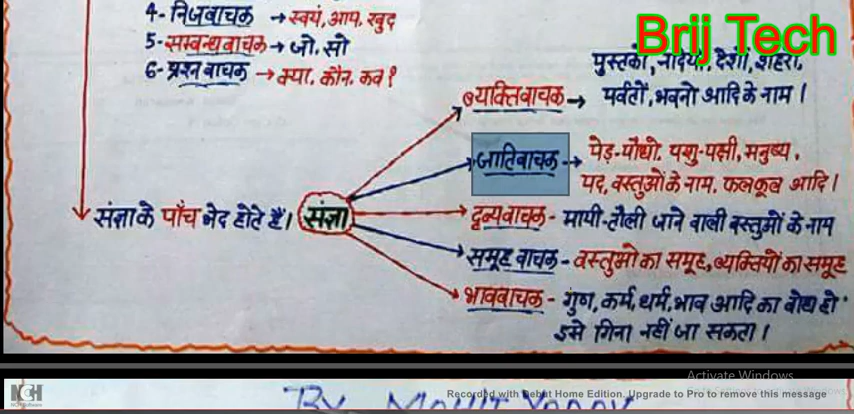 4- निजवाचक → स्वयं, आप, खुद
5- सम्बन्धवाचक → जो, सो
6- प्रश्नवाचक → क्या, कौन, कब ?
Brij Tech
व्यक्तिवाचक → पुस्तकों, नदियों, देशों, शहरों,
पर्वतों, भवनों आदि के नाम ।
जातिवाचक → पेड़-पौधों, पशु-पक्षी, मनुष्य,
पद, वस्तुओं के नाम, फलफूल आदि ।
संज्ञा के पाँच भेद होते हैं। संज्ञा
द्रव्यवाचक - मापी-तौली जाने वाली वस्तुओं के नाम
समूह वाचक - वस्तुओं का समूह, व्यक्तियों का समूह
भाववाचक - गुण, कर्म, धर्म, भाव आदि का बोध हो
इसे गिना नहीं जा सकता ।
Activate Windows
NCH
Recorded with Debut Home Edition. Upgrade to Pro to remove this message
By